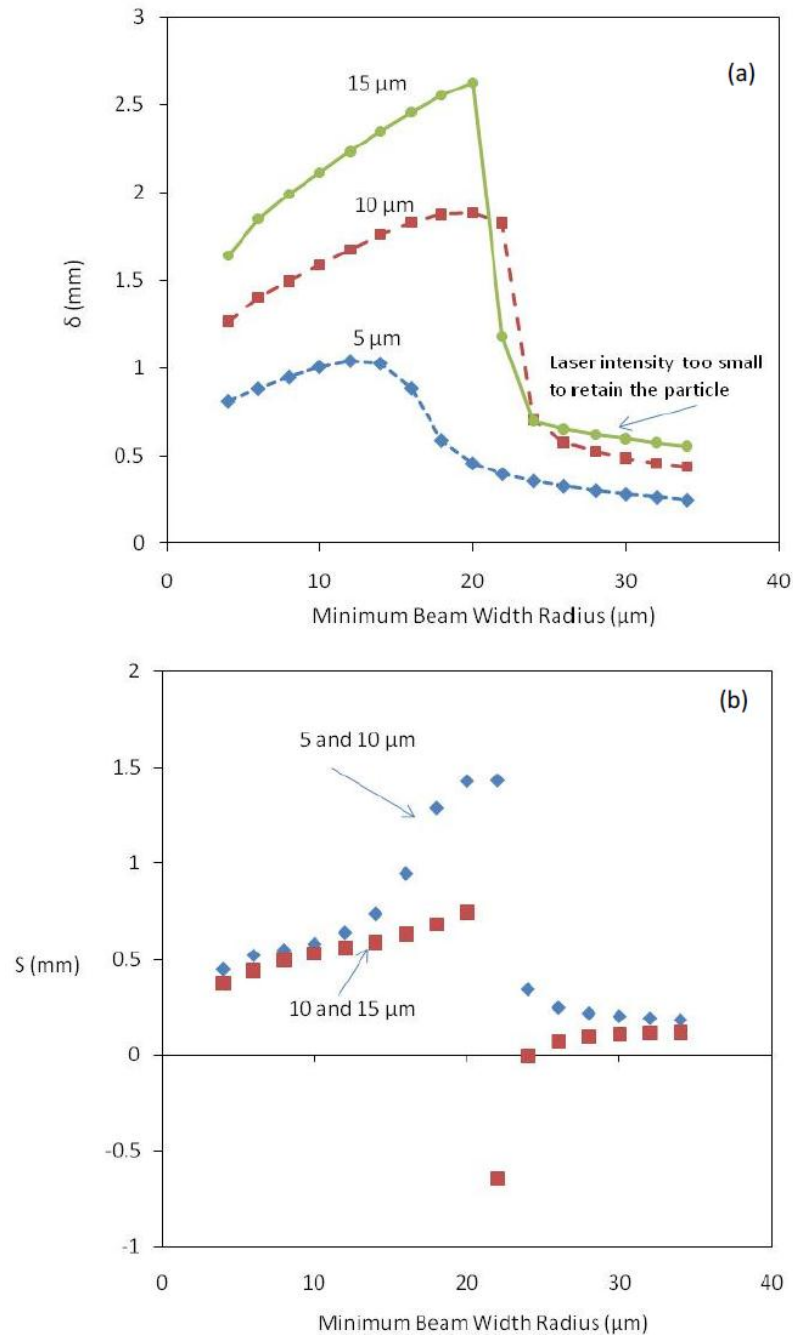 3
(a)
15 μm
2.5
2
10 μm
δ (mm)
1.5
5 μm
1
Laser intensity too small
to retain the particle
0.5
0
0 10 20 30 40
Minimum Beam Width Radius (μm)
2
(b)
5 and 10 μm
1.5
1
S (mm)
0.5
10 and 15 μm
0
0 10 20 30 40
-0.5
-1
Minimum Beam Width Radius (μm)